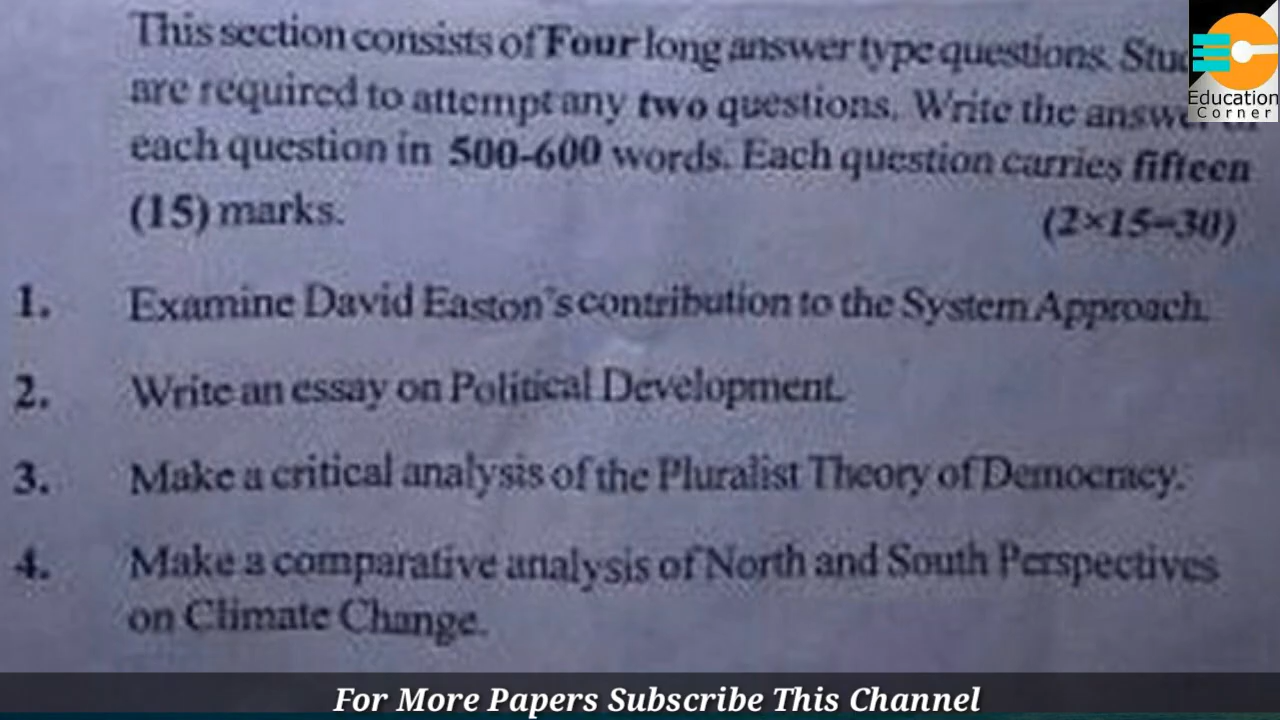 This section consists of Four long answer type questions.
are required to attempt any two questions. Write the
each question in 500-600 words. Each question carries fifteen
(15) marks. (2×15=30)
1. Examine David Easton's contribution to the System Approach.
2. Write an essay on Political Development.
3. Make a critical analysis of the Pluralist Theory of Democracy.
4. Make a comparative analysis of North and South Perspectives
on Climate Change.
Education
Corner
For More Papers Subscribe This Channel